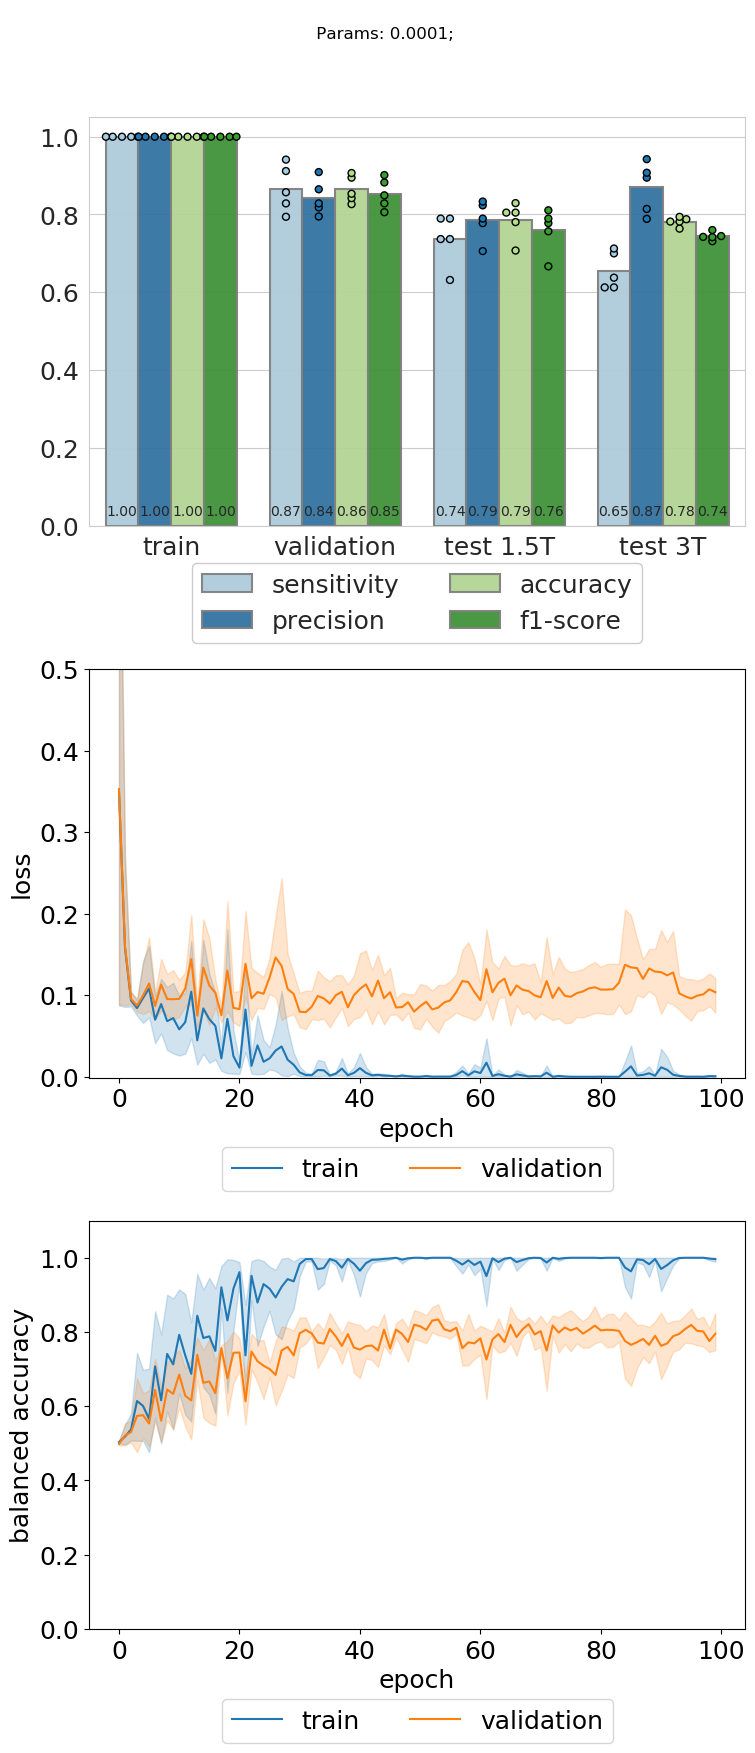 Params: 0.0001;
1.0
0.8
0.6
0.4
0.2
0.0
1.00 1.00 1.00 1.00 0.87 0.84 0.86 0.85 0.74 0.79 0.79 0.76 0.65 0.87 0.78 0.74
train validation test 1.5T test 3T
sensitivity accuracy
precision f1-score
0.5
0.4
0.3
0.2
0.1
0.0
loss
0 20 40 60 80 100
epoch
train validation
1.0
0.8
0.6
0.4
0.2
0.0
balanced accuracy
0 20 40 60 80 100
epoch
train validation